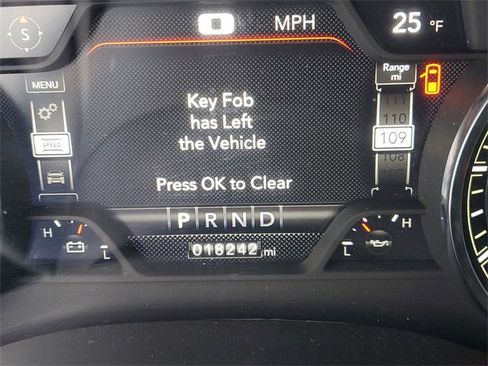 S
0 MPH
25 °F
MENU
Range
mi
111
110
109
108
Key Fob
has Left
the Vehicle
SPEED
Press OK to Clear
P R N D
018242 mi
H
L
L
H